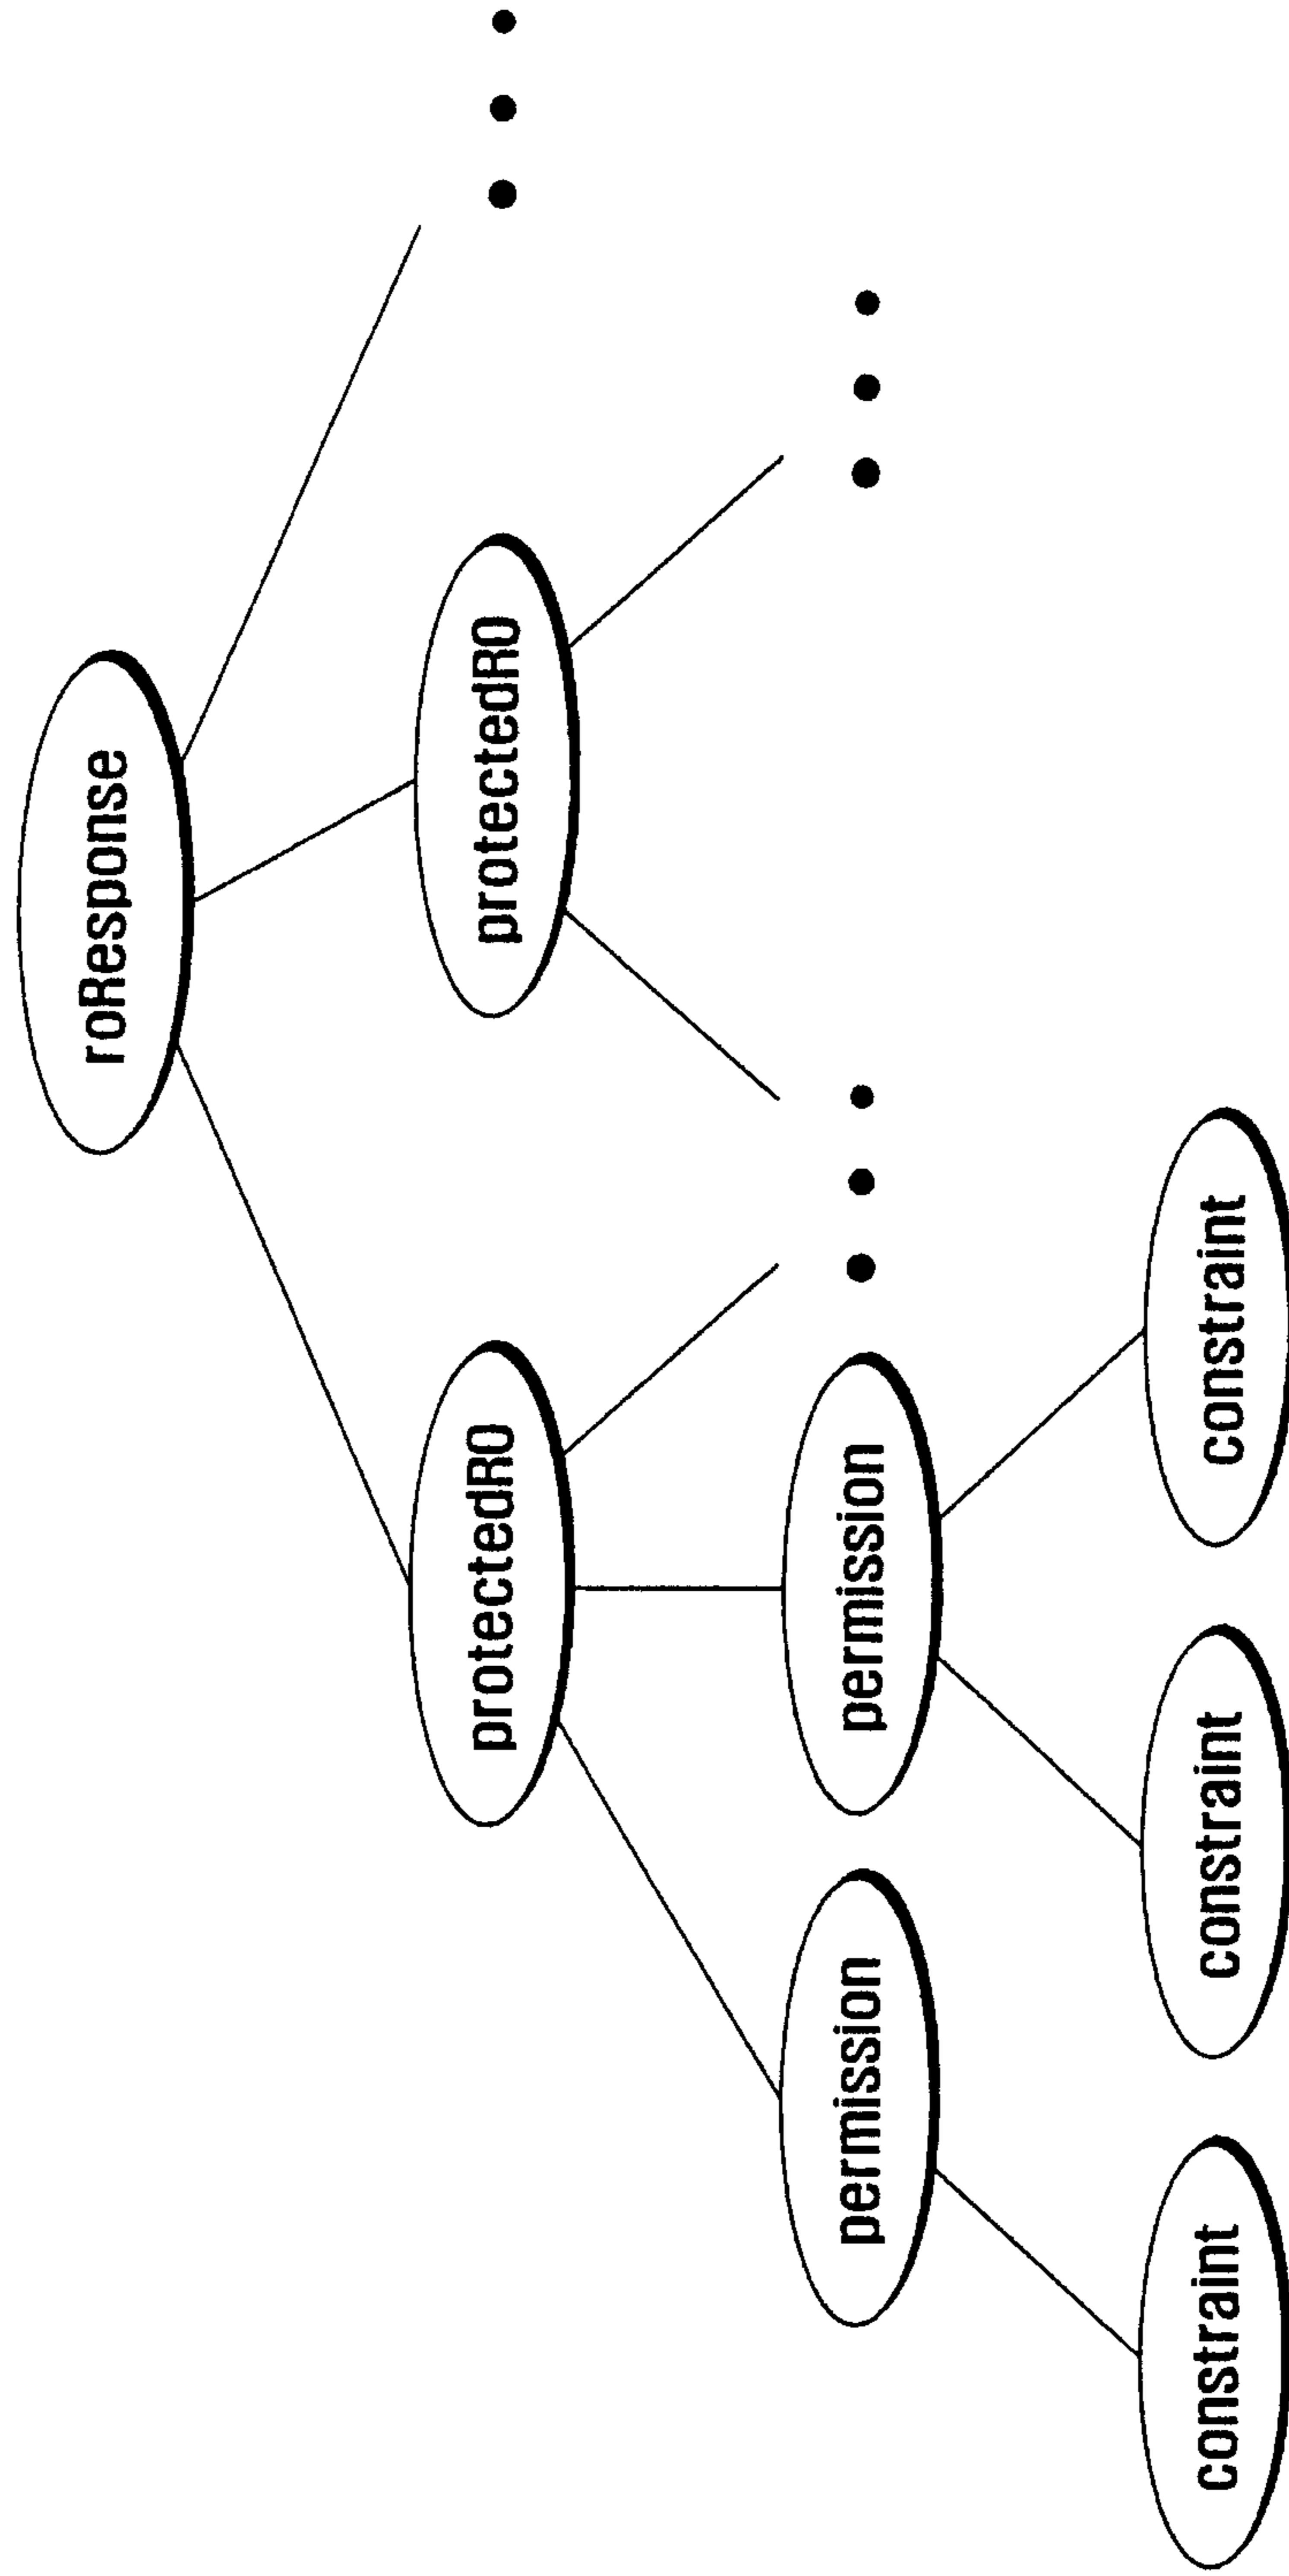 roResponse
protectedRO
protectedRO
permission
permission
constraint
constraint
constraint